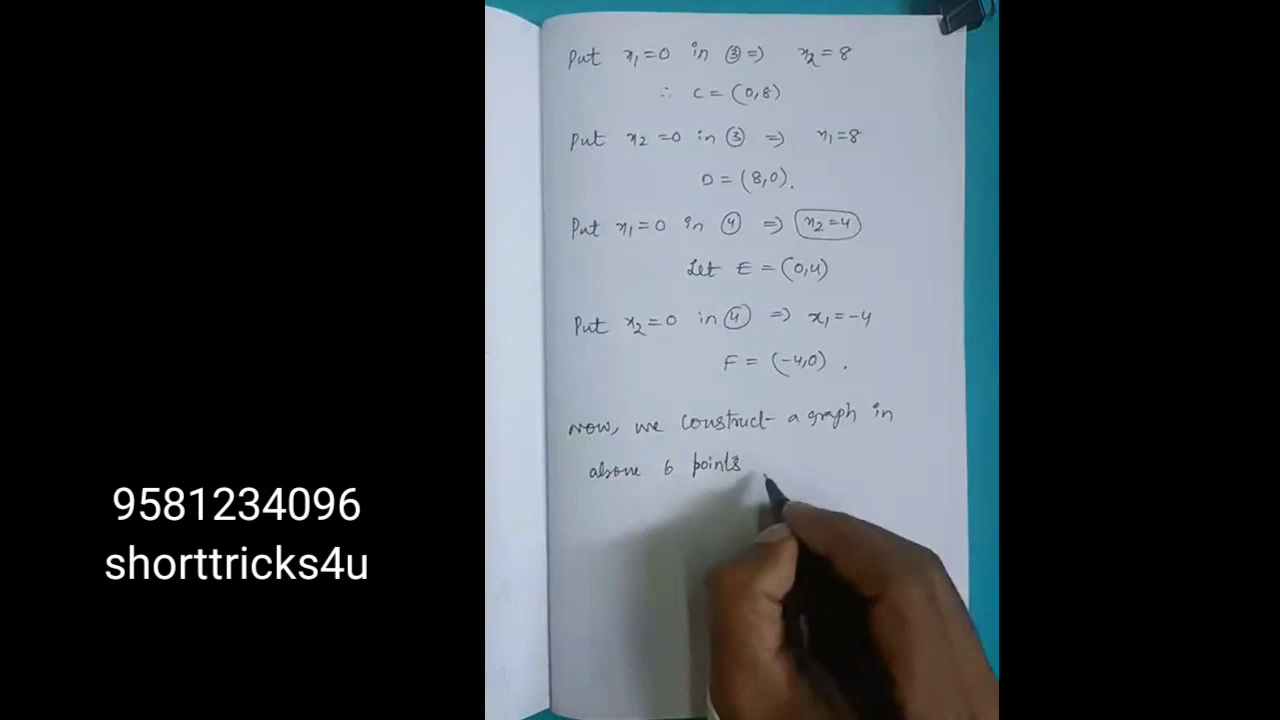 Put x₁=0 in ③ => x₂ = 8
∴ C = (0,8)
Put x₂ =0 in ③ => x₁=8
D = (8,0).
Put x₁=0 in ④ => x₂ =4
Let E = (0,4)
Put x₂=0 in ④ => x₁=-4
F = (-4,0) .
Now, we construct a graph in
above 6 points
9581234096
shorttricks4u